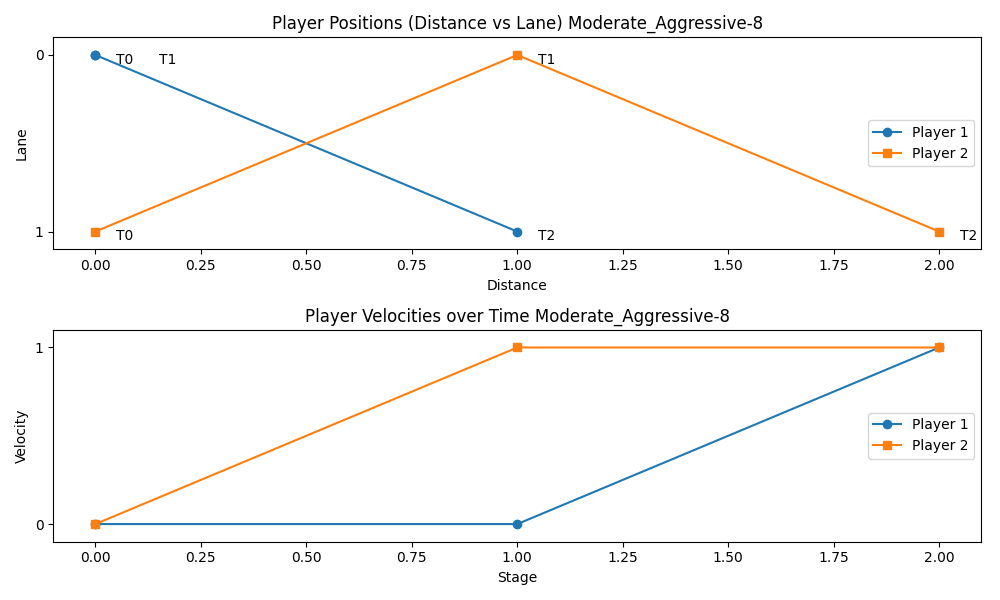 Player Positions (Distance vs Lane) Moderate_Aggressive-8
0
T0
T1
T1
Lane
Player 1
Player 2
1
T0
T2
T2
0.00
0.25
0.50
0.75
1.00
1.25
1.50
1.75
2.00
Distance
Player Velocities over Time Moderate_Aggressive-8
1
Velocity
Player 1
Player 2
0
0.00
0.25
0.50
0.75
1.00
1.25
1.50
1.75
2.00
Stage